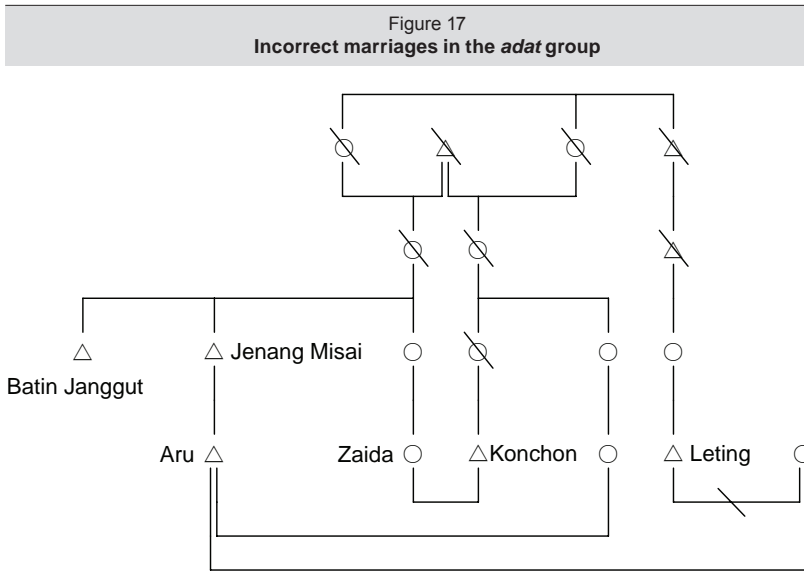 Figure 17
Incorrect marriages in the adat group
Jenang Misai
Batin Janggut
Aru
Zaida
Konchon
Leting